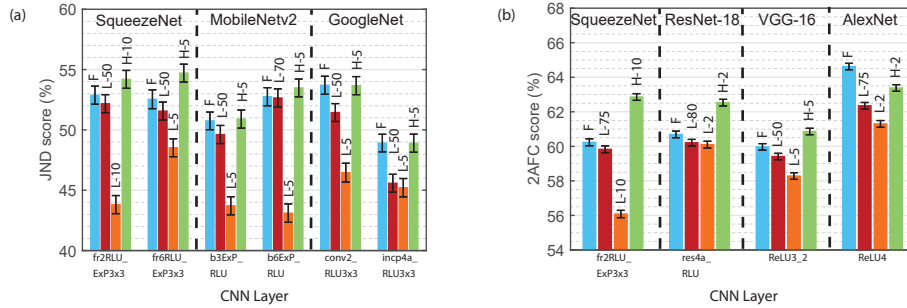 (a)
SqueezeNet MobileNetv2 GoogleNet
JND score (%)
60
55
50
45
40
F L-50 L-10 H-10
F L-50 L-5 H-5
F L-50 L-5 H-5
F L-70 L-5 H-5
F L-50 L-5 H-5
F L-50 L-5 H-5
fr2RLU_ fr6RLU_ b3ExP_ b6ExP_ conv2_ incp4a_
ExP3x3 ExP3x3 RLU RLU RLU3x3 RLU3x3
CNN Layer
(b)
SqueezeNet ResNet-18 VGG-16 AlexNet
2AFC score (%)
66
64
62
60
58
56
54
F L-75 L-10 H-10
F L-80 L-2 H-2
F L-50 L-5 H-5
F L-75 L-2 H-2
fr2RLU_ res4a_ ReLU3_2 ReLU4
ExP3x3 RLU
CNN Layer